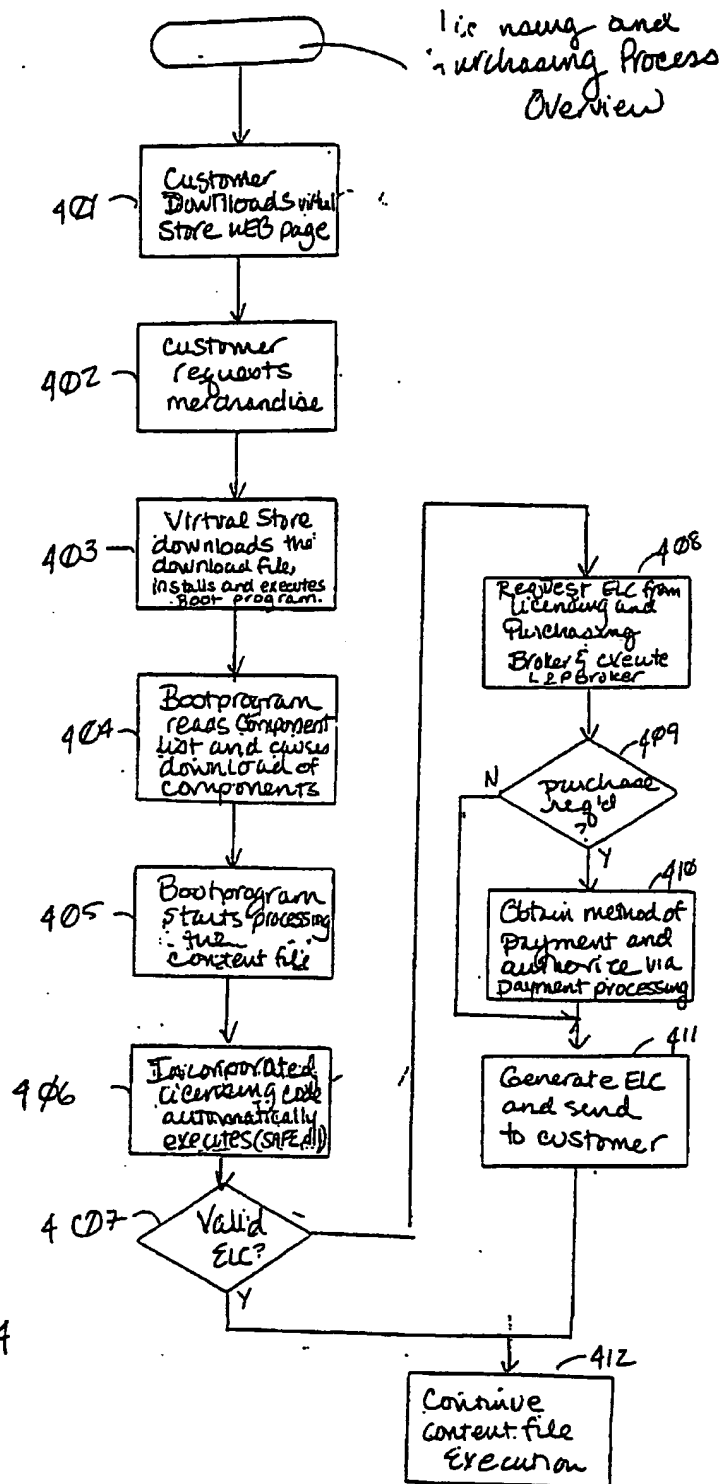 and
Purchasing Process
Overview
401
Customer
Downloads virtual
Store WEB page
402
Customer
requests
merchandise
403
Virtual Store
downloads the
download file,
installs and executes
Boot program.
404
Bootprogram
reads Component
list and causes
download of
components
405
Bootprogram
starts processing
the
content file
406
Incorporated
licensing code
automatically
executes (SAFE.dll)
407
Valid
ELC?
Y
408
Request ELC from
Licensing and
Purchasing
Broker & execute
L&P Broker
409
purchase
req'd
?
N
Y
410
Obtain method of
payment and
authorize via
payment processing
411
Generate ELC
and send
to customer
412
Continue
content file
Execution
4